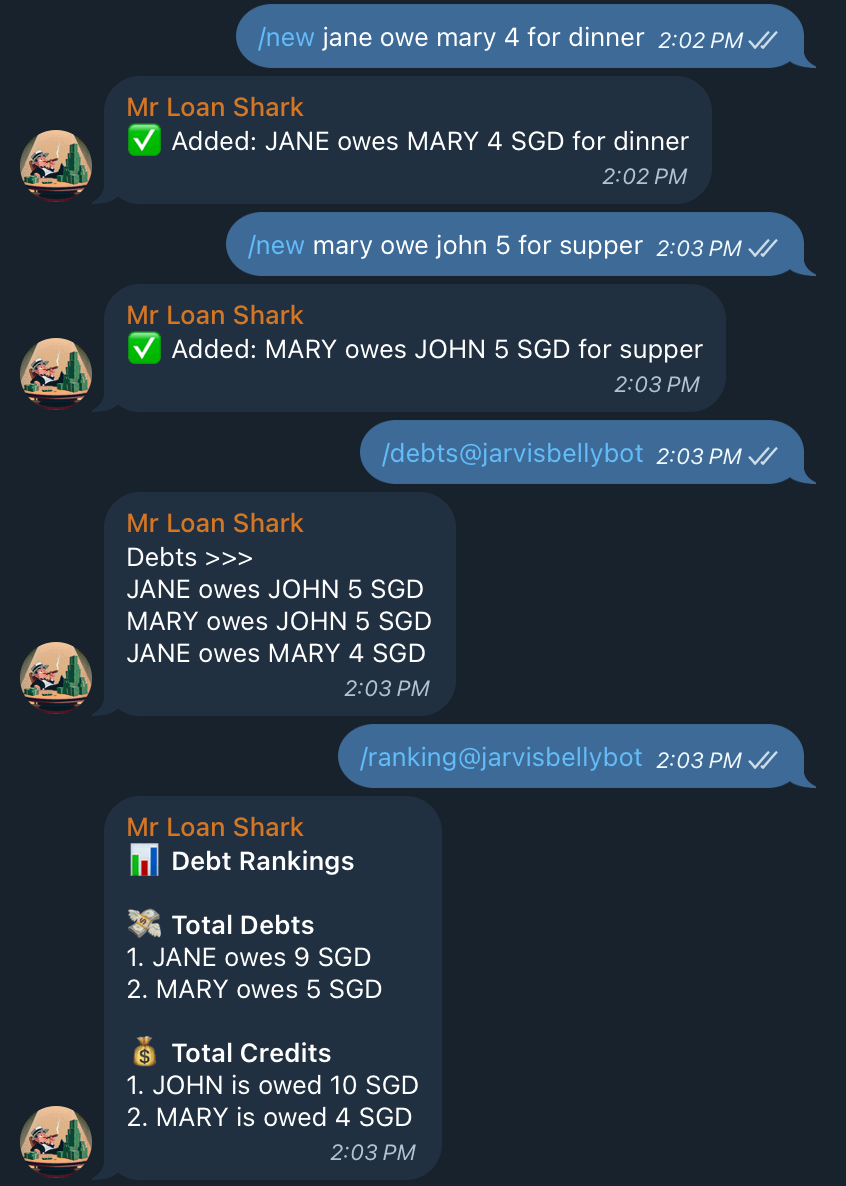 /new jane owe mary 4 for dinner 2:02 PM
Mr Loan Shark
✅ Added: JANE owes MARY 4 SGD for dinner
2:02 PM
/new mary owe john 5 for supper 2:03 PM
Mr Loan Shark
✅ Added: MARY owes JOHN 5 SGD for supper
2:03 PM
/debts@jarvisbellybot 2:03 PM
Mr Loan Shark
Debts >>>
JANE owes JOHN 5 SGD
MARY owes JOHN 5 SGD
JANE owes MARY 4 SGD
2:03 PM
/ranking@jarvisbellybot 2:03 PM
Mr Loan Shark
📊 Debt Rankings
💸 Total Debts
1. JANE owes 9 SGD
2. MARY owes 5 SGD
💰 Total Credits
1. JOHN is owed 10 SGD
2. MARY is owed 4 SGD
2:03 PM